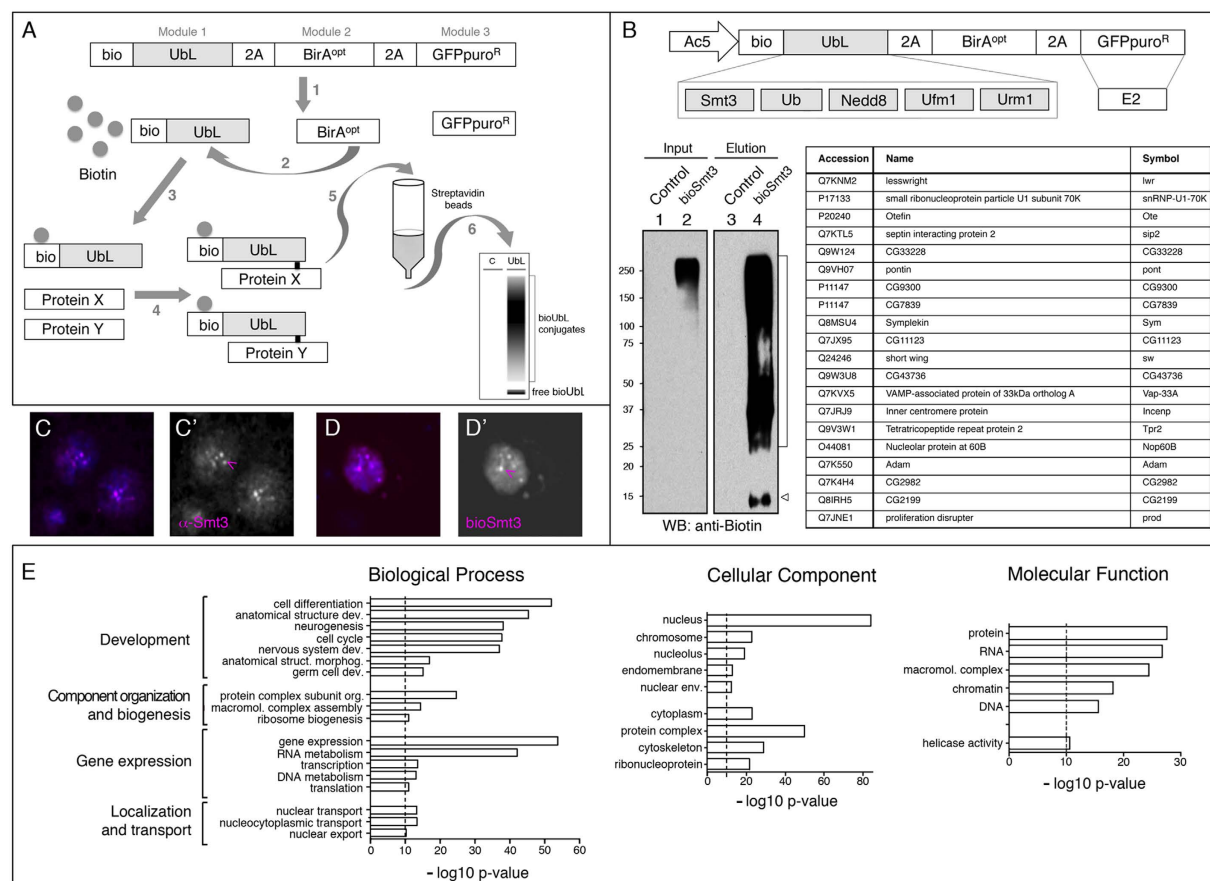 A
Module 1 Module 2 Module 3
bio UbL 2A BirAopt 2A GFPpuroR
1
Biotin
bio UbL
BirAopt
GFPpuroR
2
3
5
Streptavidin
beads
6
bio UbL
bio UbL
Protein X
Protein X
Protein Y
4
bio UbL
Protein Y
C UbL
bioUbL
conjugates
free bioUbL
B
Ac5 bio UbL 2A BirAopt 2A GFPpuroR
Smt3 Ub Nedd8 Ufm1 Urm1
E2
Input Elution
Control bioSmt3 Control bioSmt3
1 2 3 4
250
150
100
75
50
37
25
20
15
WB: anti-Biotin
Accession Name Symbol
Q7KNM2 lesswright lwr
P17133 small ribonucleoprotein particle U1 subunit 70K snRNP-U1-70K
P20240 Otefin Ote
Q7KTL5 septin interacting protein 2 sip2
Q9W124 CG33228 CG33228
Q9VH07 pontin pont
P11147 CG9300 CG9300
P11147 CG7839 CG7839
Q8MSU4 Symplekin Sym
Q7JX95 CG11123 CG11123
Q24246 short wing sw
Q9W3U8 CG43736 CG43736
Q7KVX5 VAMP-associated protein of 33kDa ortholog A Vap-33A
Q7JRJ9 Inner centromere protein Incenp
Q9V3W1 Tetratricopeptide repeat protein 2 Tpr2
O44081 Nucleolar protein at 60B Nop60B
Q7K550 Adam Adam
Q7K4H4 CG2982 CG2982
Q8IRH5 CG2199 CG2199
Q7JNE1 proliferation disrupter prod
C
C'
α-Smt3
D
D'
bioSmt3
E
Biological Process
Development
cell differentiation
anatomical structure dev.
neurogenesis
cell cycle
nervous system dev.
anatomical struct. morphog.
germ cell dev.
Component organization
and biogenesis
protein complex subunit org.
macromol. complex assembly
ribosome biogenesis
Gene expression
gene expression
RNA metabolism
transcription
DNA metabolism
translation
Localization
and transport
nuclear transport
nucleocytoplasmic transport
nuclear export
0 10 20 30 40 50 60
- log10 p-value
Cellular Component
nucleus
chromosome
nucleolus
endomembrane
nuclear env.
cytoplasm
protein complex
cytoskeleton
ribonucleoprotein
0 20 40 60 80
- log10 p-value
Molecular Function
protein
RNA
macromol. complex
chromatin
DNA
helicase activity
0 10 20 30
- log10 p-value